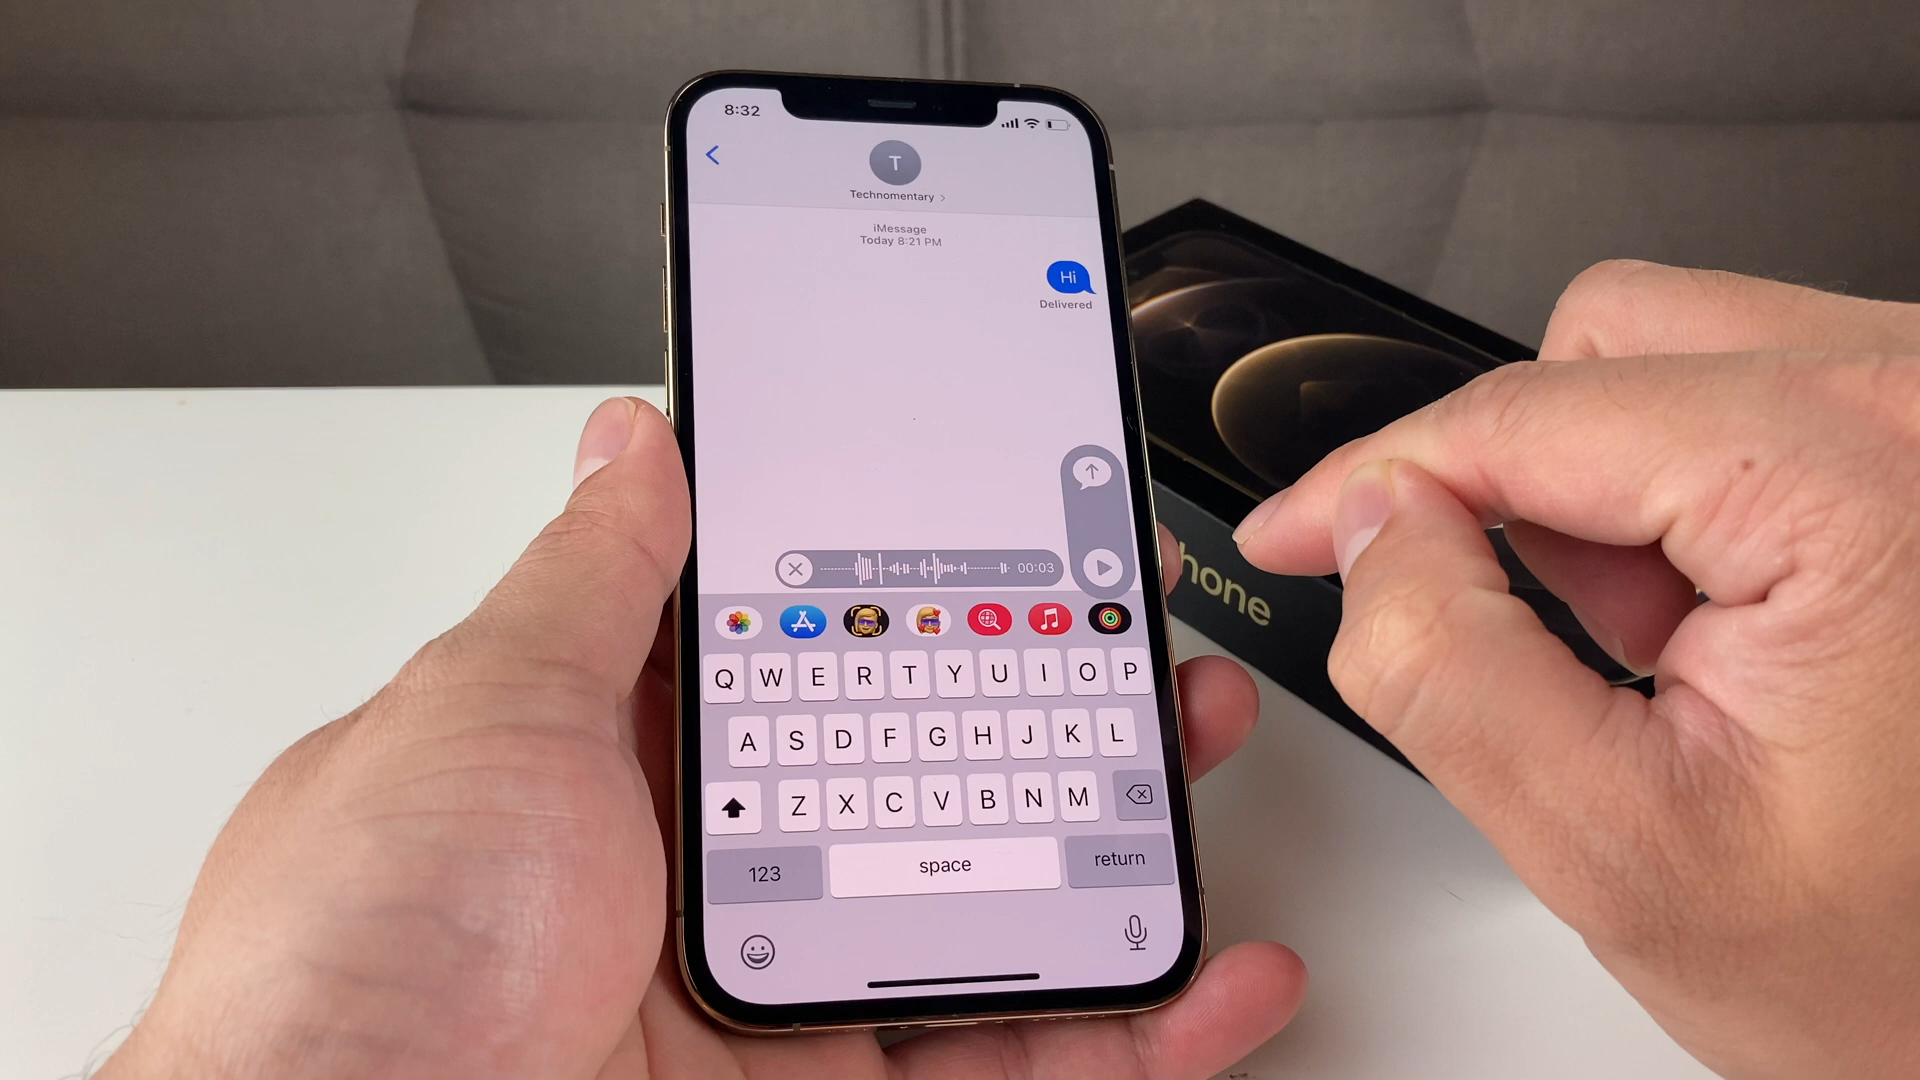 8:32
T
Technomentary >
iMessage
Today 8:21 PM
Hi
Delivered
00:03
Q W E R T Y U I O P
A S D F G H J K L
Z X C V B N M
123 space return
hone